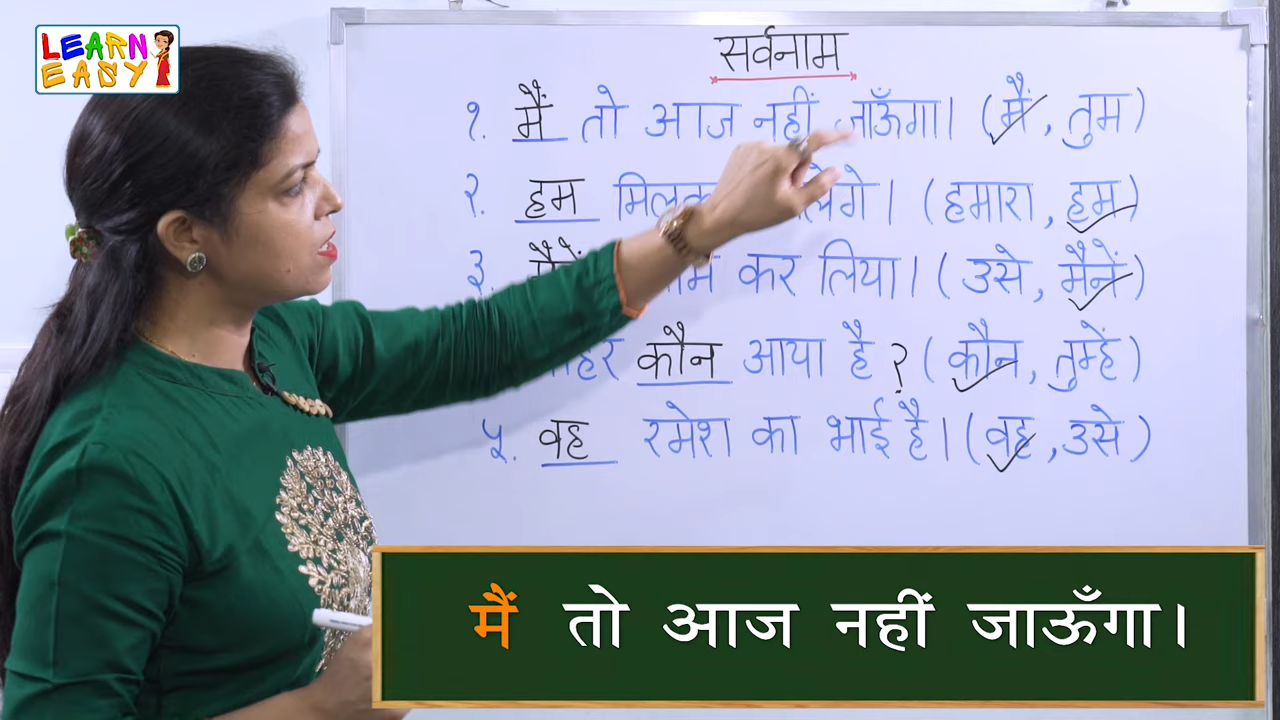 LEARN
EASY
सर्वनाम
१. मैं तो आज नहीं जाऊँगा। (मैं, तुम)
२. हम (हमारा, हम)
३. कर लिया। (उसे, मैनें)
कौन आया है? (कौन, तुम्हें)
५. वह रमेश का भाई है। (वह, उसे)
मैं तो आज नहीं जाऊँगा।